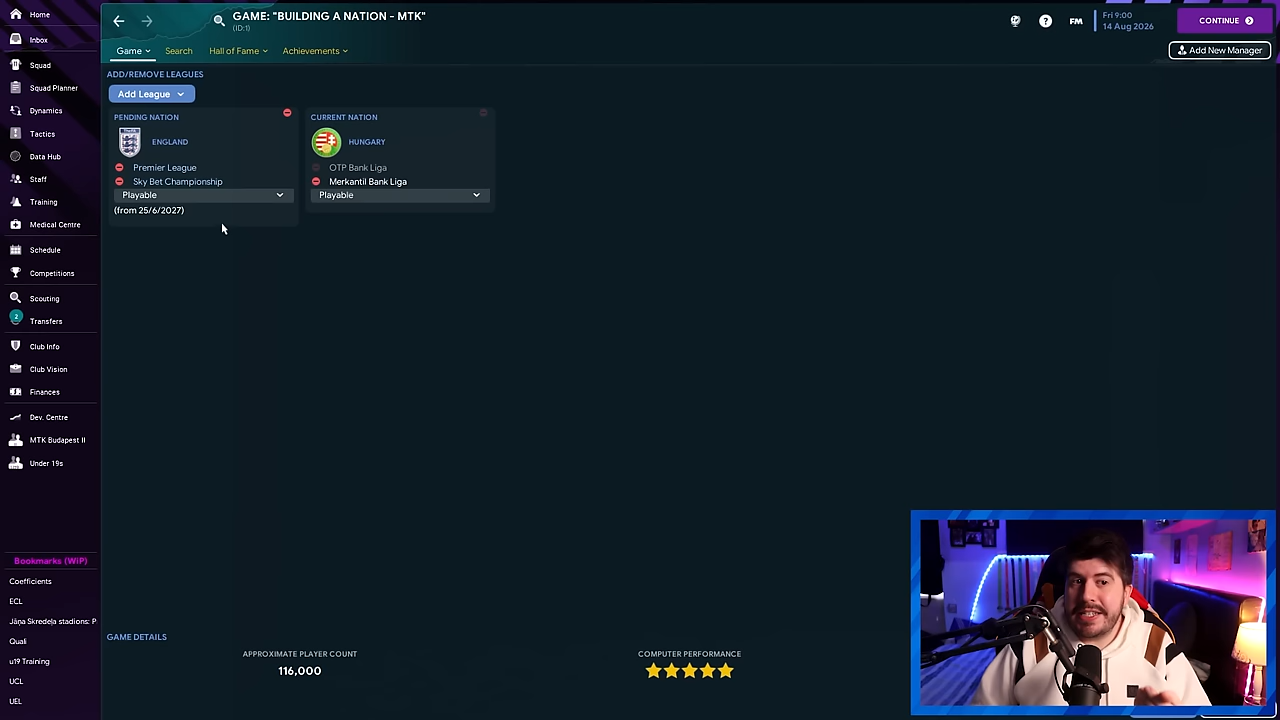 Home
Inbox
Squad
Squad Planner
Dynamics
Tactics
Data Hub
Staff
Training
Medical Centre
Schedule
Competitions
Scouting
2
Transfers
Club Info
Club Vision
Finances
Dev. Centre
MTK Budapest II
Under 19s
Bookmarks (WiP)
Coefficients
ECL
Jāņa Skredeļa stadions: P
Quali
u19 Training
UCL
UEL
GAME: "BUILDING A NATION - MTK"
(ID:1)
FM
Fri 9:00
14 Aug 2026
CONTINUE
Game
Search
Hall of Fame
Achievements
Add New Manager
ADD/REMOVE LEAGUES
Add League
PENDING NATION
ENGLAND
Premier League
Sky Bet Championship
Playable
(from 25/6/2027)
CURRENT NATION
HUNGARY
OTP Bank Liga
Merkantil Bank Liga
Playable
GAME DETAILS
APPROXIMATE PLAYER COUNT
116,000
COMPUTER PERFORMANCE